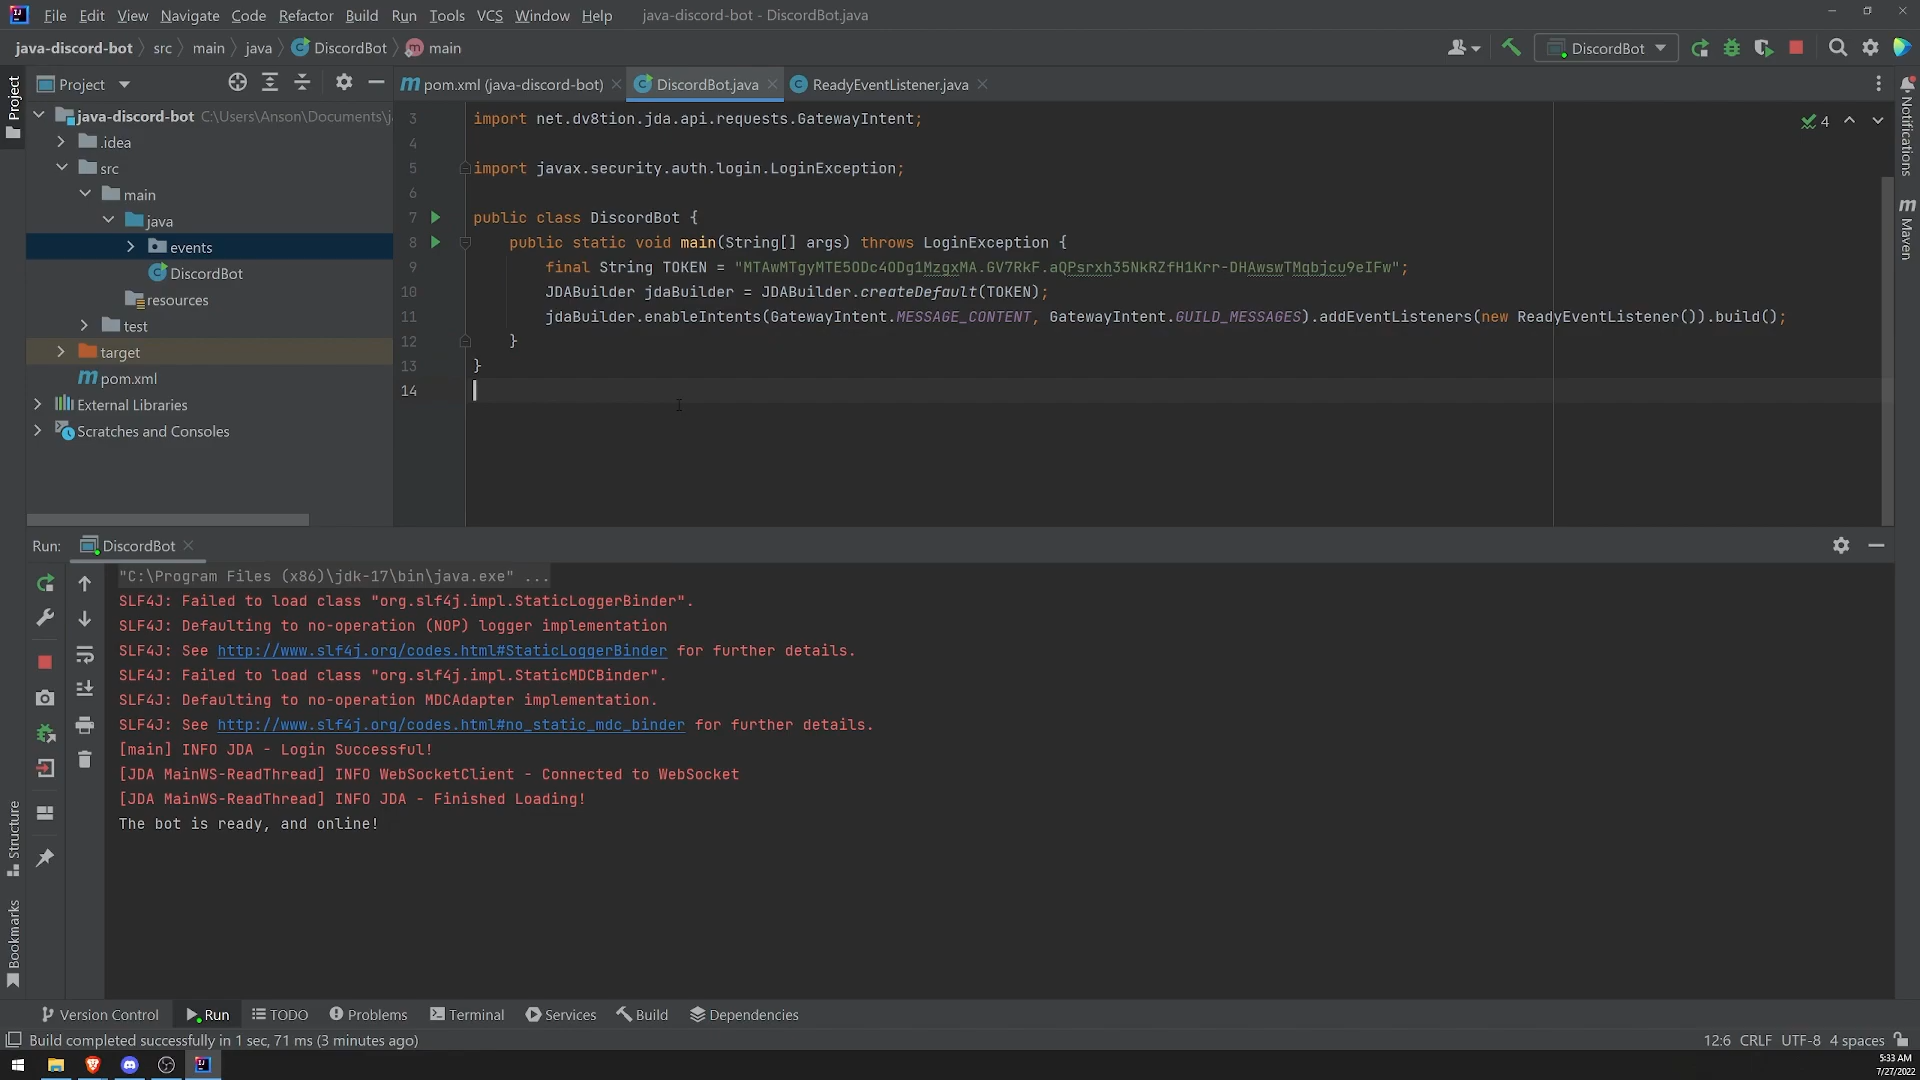 File Edit View Navigate Code Refactor Build Run Tools VCS Window Help java-discord-bot - DiscordBot.java
java-discord-bot src main java DiscordBot main DiscordBot
Project pom.xml (java-discord-bot) DiscordBot.java ReadyEventListener.java
Project
Notifications
Maven
java-discord-bot C:\Users\Anson\Documents\j
.idea
src
main
java
events
DiscordBot
resources
test
target
pom.xml
External Libraries
Scratches and Consoles
4
3 import net.dv8tion.jda.api.requests.GatewayIntent;
4
5 import javax.security.auth.login.LoginException;
6
7 public class DiscordBot {
8 public static void main(String[] args) throws LoginException {
9 final String TOKEN = "MTAwMTgyMTE5ODc4ODg1MzgxMA.GV7RkF.aQPsrxh35NkRZfH1Krr-DHAwswTMqbjcu9eIFw";
10 JDABuilder jdaBuilder = JDABuilder.createDefault(TOKEN);
11 jdaBuilder.enableIntents(GatewayIntent.MESSAGE_CONTENT, GatewayIntent.GUILD_MESSAGES).addEventListeners(new ReadyEventListener()).build();
12 }
13 }
14
Run: DiscordBot
"C:\Program Files (x86)\jdk-17\bin\java.exe" ...
SLF4J: Failed to load class "org.slf4j.impl.StaticLoggerBinder".
SLF4J: Defaulting to no-operation (NOP) logger implementation
SLF4J: See http://www.slf4j.org/codes.html#StaticLoggerBinder for further details.
SLF4J: Failed to load class "org.slf4j.impl.StaticMDCBinder".
SLF4J: Defaulting to no-operation MDCAdapter implementation.
SLF4J: See http://www.slf4j.org/codes.html#no_static_mdc_binder for further details.
[main] INFO JDA - Login Successful!
[JDA MainWS-ReadThread] INFO WebSocketClient - Connected to WebSocket
[JDA MainWS-ReadThread] INFO JDA - Finished Loading!
The bot is ready, and online!
Structure
Bookmarks
Version Control Run TODO Problems Terminal Services Build Dependencies
Build completed successfully in 1 sec, 71 ms (3 minutes ago) 12:6 CRLF UTF-8 4 spaces
5:33 AM
7/27/2022